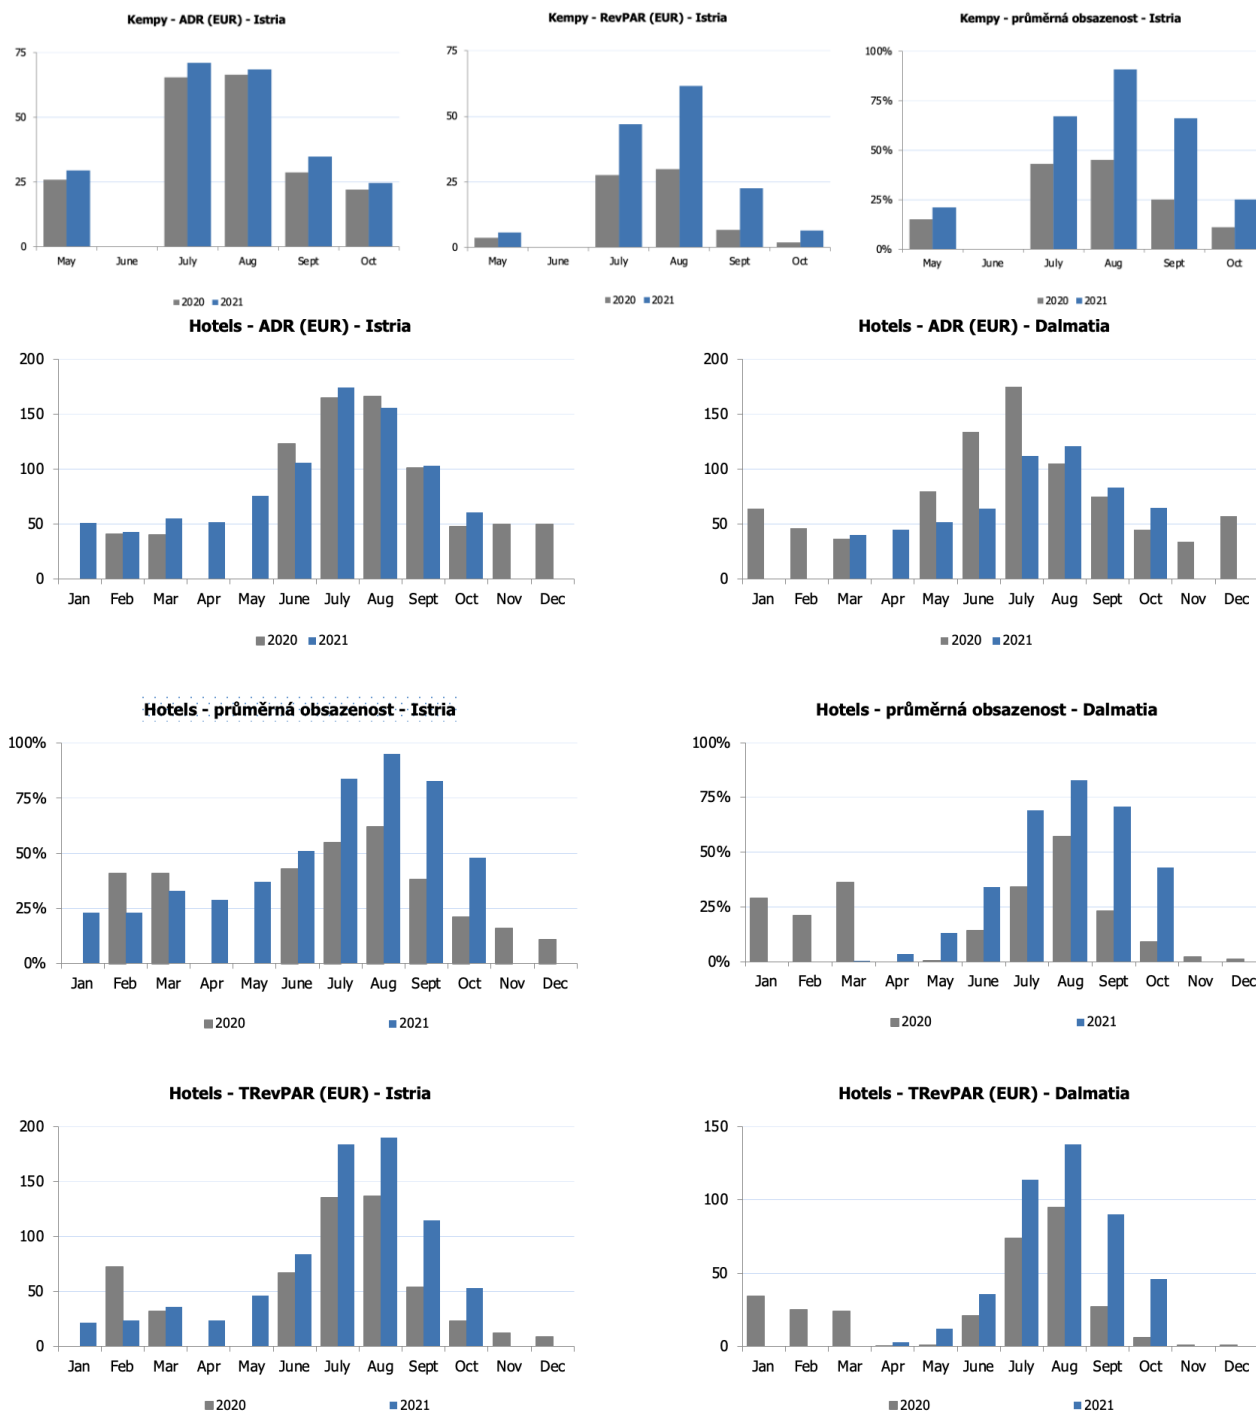 Kempy - ADR (EUR) - Istria
75
50
25
0
May June July Aug Sept Oct
2020 2021
Kempy - RevPAR (EUR) - Istria
75
50
25
0
May June July Aug Sept Oct
2020 2021
Kempy - průměrná obsazenost - Istria
100%
75%
50%
25%
0%
May June July Aug Sept Oct
2020 2021
Hotels - ADR (EUR) - Istria
200
150
100
50
0
Jan Feb Mar Apr May June July Aug Sept Oct Nov Dec
2020 2021
Hotels - ADR (EUR) - Dalmatia
200
150
100
50
0
Jan Feb Mar Apr May June July Aug Sept Oct Nov Dec
2020 2021
Hotels - průměrná obsazenost - Istria
100%
75%
50%
25%
0%
Jan Feb Mar Apr May June July Aug Sept Oct Nov Dec
2020 2021
Hotels - průměrná obsazenost - Dalmatia
100%
75%
50%
25%
0%
Jan Feb Mar Apr May June July Aug Sept Oct Nov Dec
2020 2021
Hotels - TRevPAR (EUR) - Istria
200
150
100
50
0
Jan Feb Mar Apr May June July Aug Sept Oct Nov Dec
2020 2021
Hotels - TRevPAR (EUR) - Dalmatia
150
100
50
0
Jan Feb Mar Apr May June July Aug Sept Oct Nov Dec
2020 2021